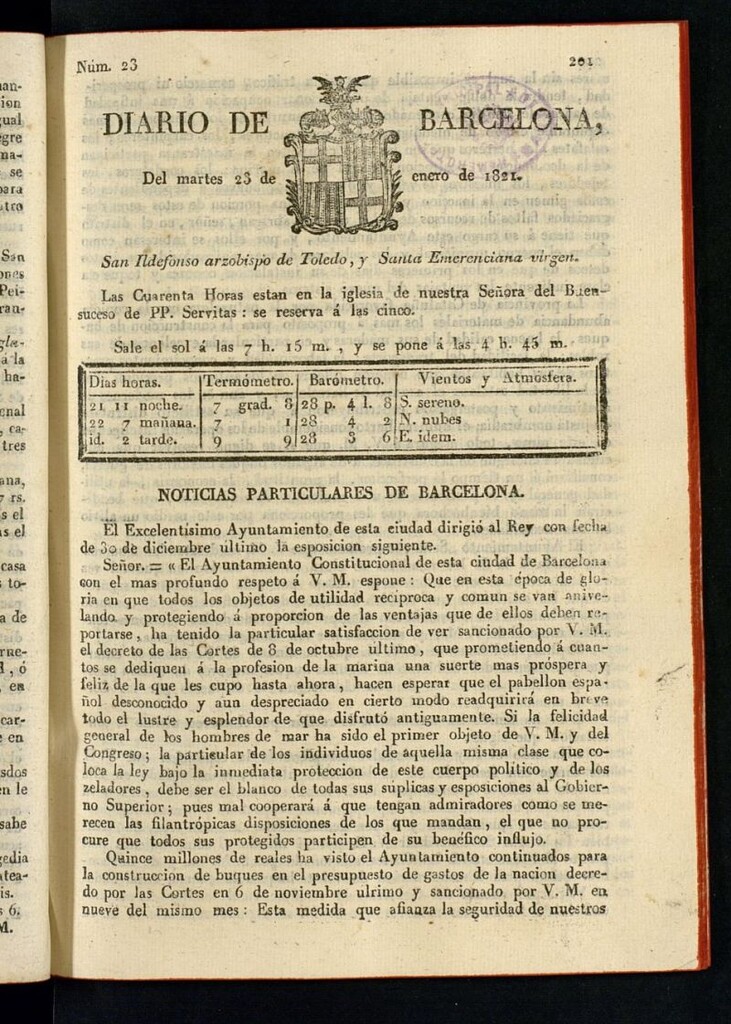 Núm. 23
201
DIARIO DE BARCELONA,
Del martes 23 de enero de 1821.
San Ildefonso arzobispo de Toledo, y Santa Emerenciana virgen.
Las Cuarenta Horas estan en la iglesia de nuestra Señora del Buen-
suceso de PP. Servitas : se reserva á las cinco.
Sale el sol á las 7 h. 15 m. , y se pone á las 4 h. 45 m.
Dias horas. Termómetro. Barómetro. Vientos y Atmósfera.
21 11 noche. 7 grad. 8 28 p. 4 l. 8 S. sereno.
22 7 mañana. 7 1 28 4 2 N. nubes
id. 2 tarde. 9 9 28 3 6 E. idem.
NOTICIAS PARTICULARES DE BARCELONA.
El Excelentísimo Ayuntamiento de esta ciudad dirigió al Rey con fecha
de 30 de diciembre último la esposicion siguiente.
Señor. = « El Ayuntamiento Constitucional de esta ciudad de Barcelona
con el mas profundo respeto á V. M. espone : Que en esta época de glo-
ria en que todos los objetos de utilidad recíproca y comun se van anive-
lando y protegiendo á proporcion de las ventajas que de ellos deben re-
portarse, ha tenido la particular satisfaccion de ver sancionado por V. M.
el decreto de las Cortes de 8 de octubre último, que prometiendo á cuan-
tos se dediquen á la profesion de la marina una suerte mas próspera y
feliz de la que les cupo hasta ahora, hacen esperar que el pabellon espa-
ñol desconocido y aun despreciado en cierto modo readquirirá en breve
todo el lustre y esplendor de que disfrutó antiguamente. Si la felicidad
general de los hombres de mar ha sido el primer objeto de V. M. y del
Congreso ; la particular de los individuos de aquella misma clase que co-
loca la ley bajo la inmediata proteccion de este cuerpo político y de los
zeladores, debe ser el blanco de todas sus súplicas y esposiciones al Gobier-
no Superior ; pues mal cooperará á que tengan admiradores como se me-
recen las filantrópicas disposiciones de los que mandan, el que no pro-
cure que todos sus protegidos participen de su benéfico influjo.
Quince millones de reales ha visto el Ayuntamiento continuados para
la construccion de buques en el presupuesto de gastos de la nacion decre-
do por las Cortes en 6 de noviembre ulrimo y sancionado por V. M. en
nueve del mismo mes : Esta medida que afianza la seguridad de nuestros